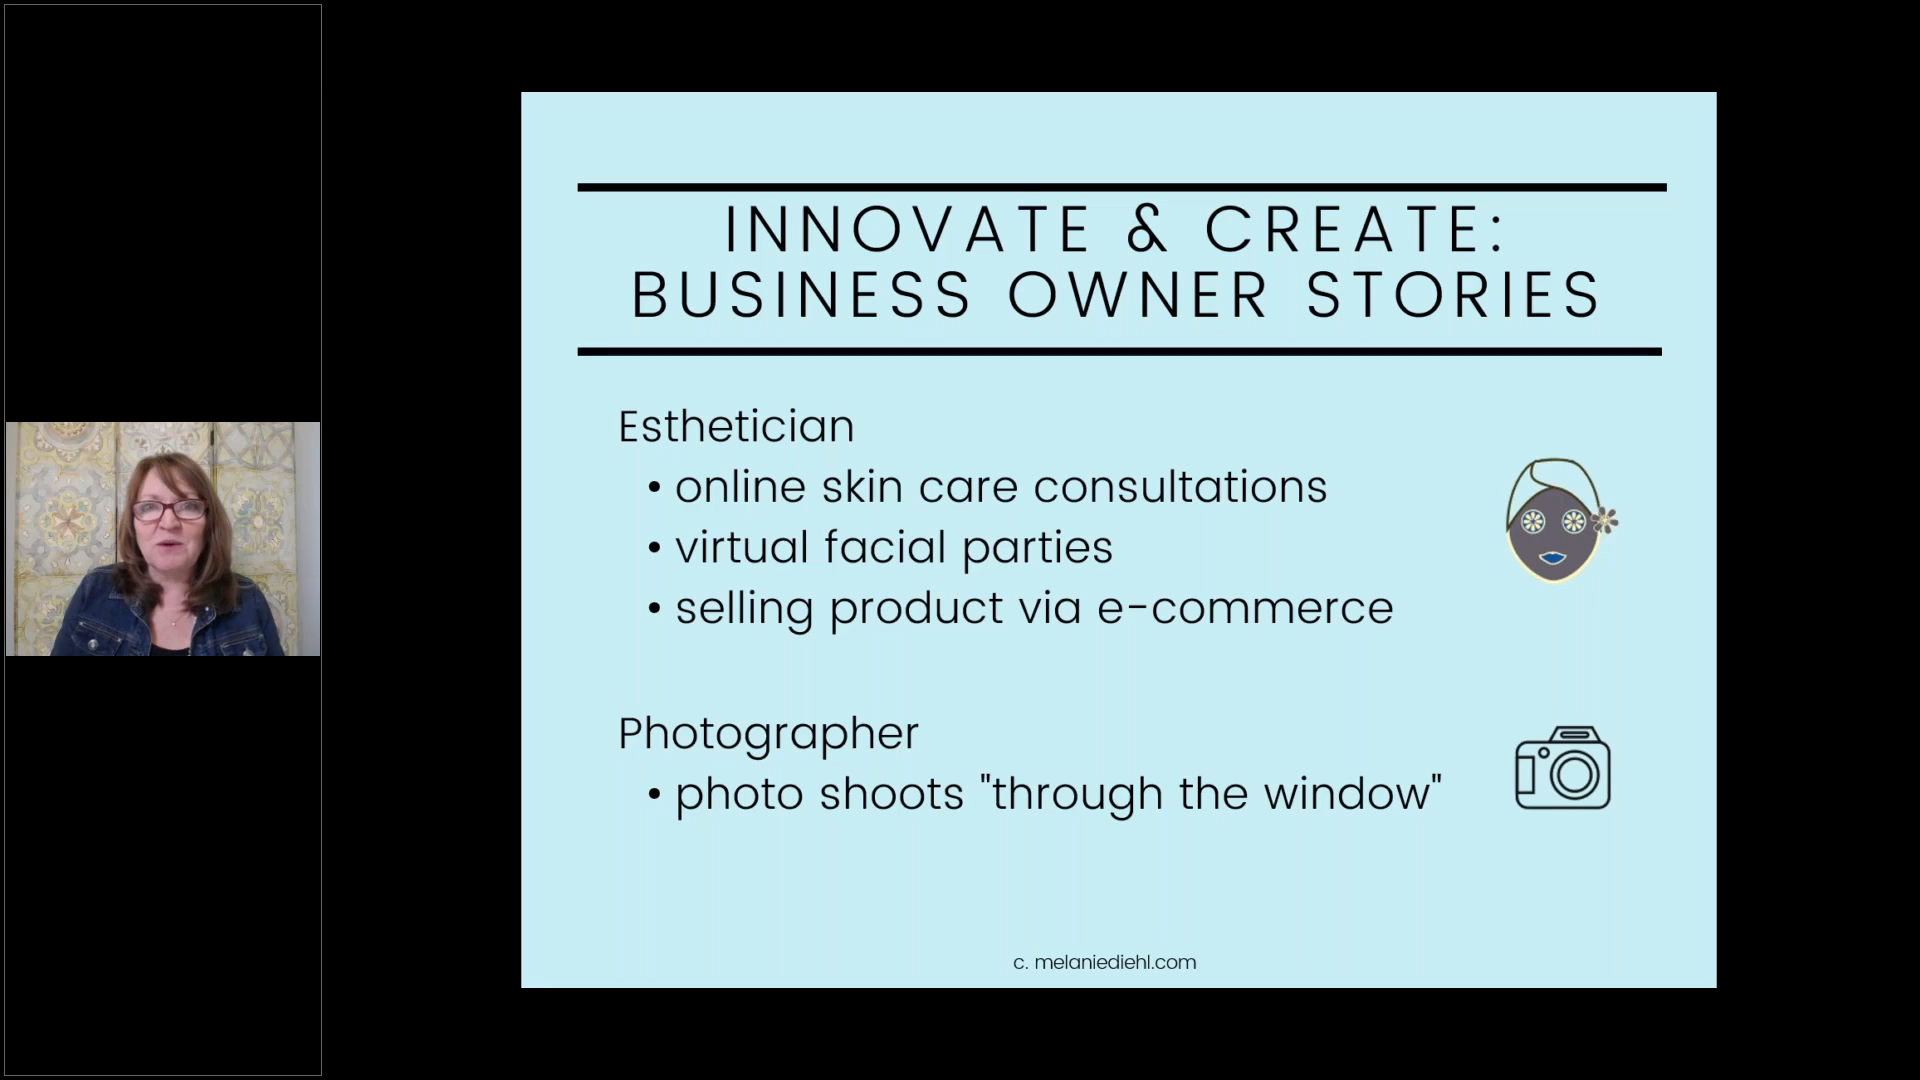 INNOVATE & CREATE:
BUSINESS OWNER STORIES
Esthetician
• online skin care consultations
• virtual facial parties
• selling product via e-commerce
Photographer
• photo shoots "through the window"
c. melaniediehl.com